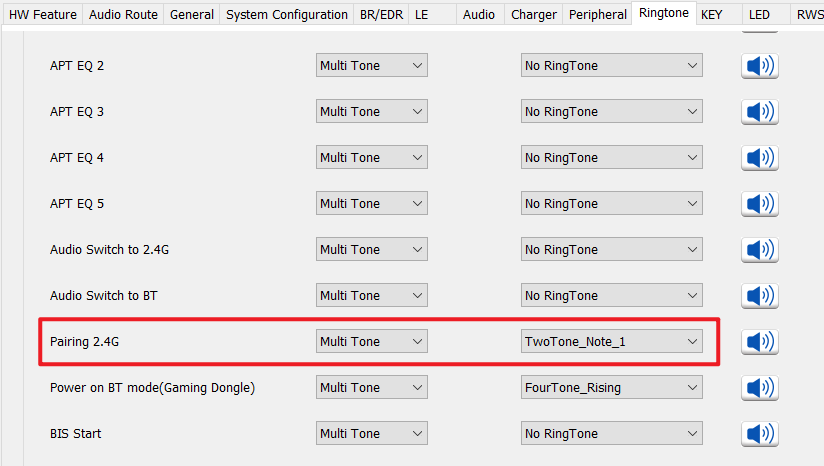 HW Feature Audio Route General System Configuration BR/EDR LE Audio Charger Peripheral Ringtone KEY LED RWS
APT EQ 2 Multi Tone No RingTone
APT EQ 3 Multi Tone No RingTone
APT EQ 4 Multi Tone No RingTone
APT EQ 5 Multi Tone No RingTone
Audio Switch to 2.4G Multi Tone No RingTone
Audio Switch to BT Multi Tone No RingTone
Pairing 2.4G Multi Tone TwoTone_Note_1
Power on BT mode(Gaming Dongle) Multi Tone FourTone_Rising
BIS Start Multi Tone No RingTone